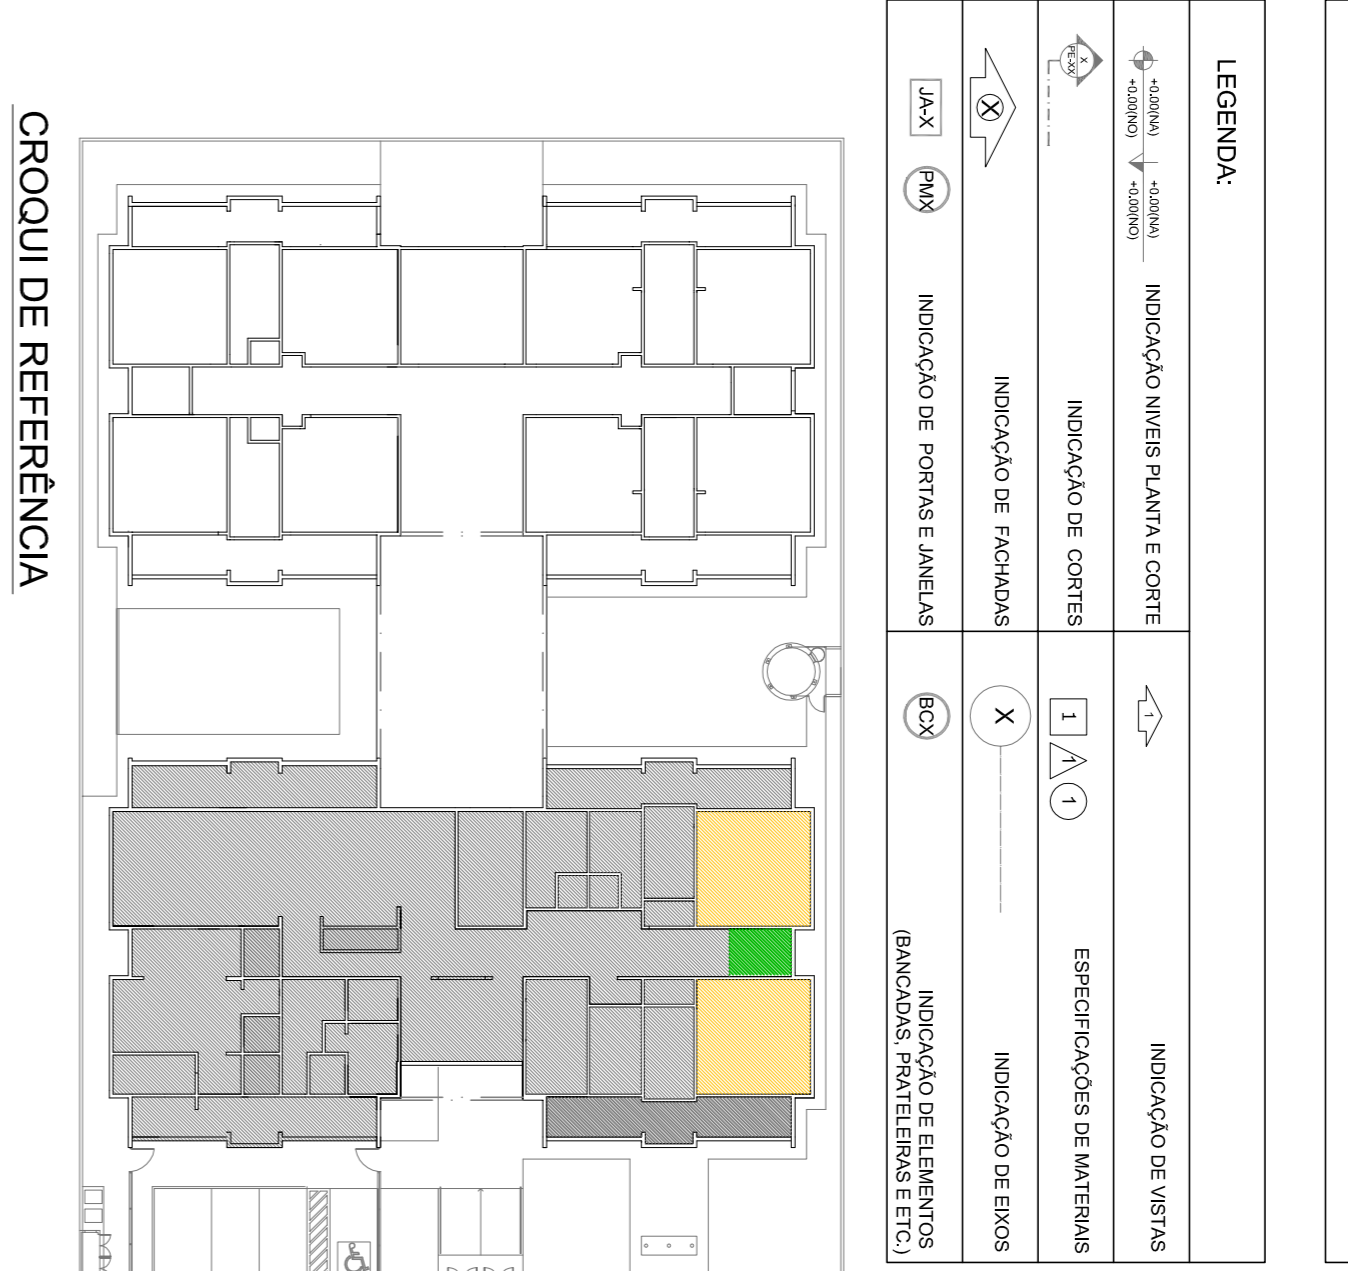 LEGENDA:
+0.00(NA)
+0.00(NO)
+0.00(NA)
+0.00(NO)
INDICAÇÃO NIVEIS PLANTA E CORTE
1
INDICAÇÃO DE VISTAS
X
PE-XX
INDICAÇÃO DE CORTES
1
1
1
ESPECIFICAÇÕES DE MATERIAIS
X
INDICAÇÃO DE FACHADAS
X
INDICAÇÃO DE EIXOS
JA-X
PMX
INDICAÇÃO DE PORTAS E JANELAS
BCX
INDICAÇÃO DE ELEMENTOS
(BANCADAS, PRATELEIRAS E ETC.)
CROQUI DE REFERÊNCIA